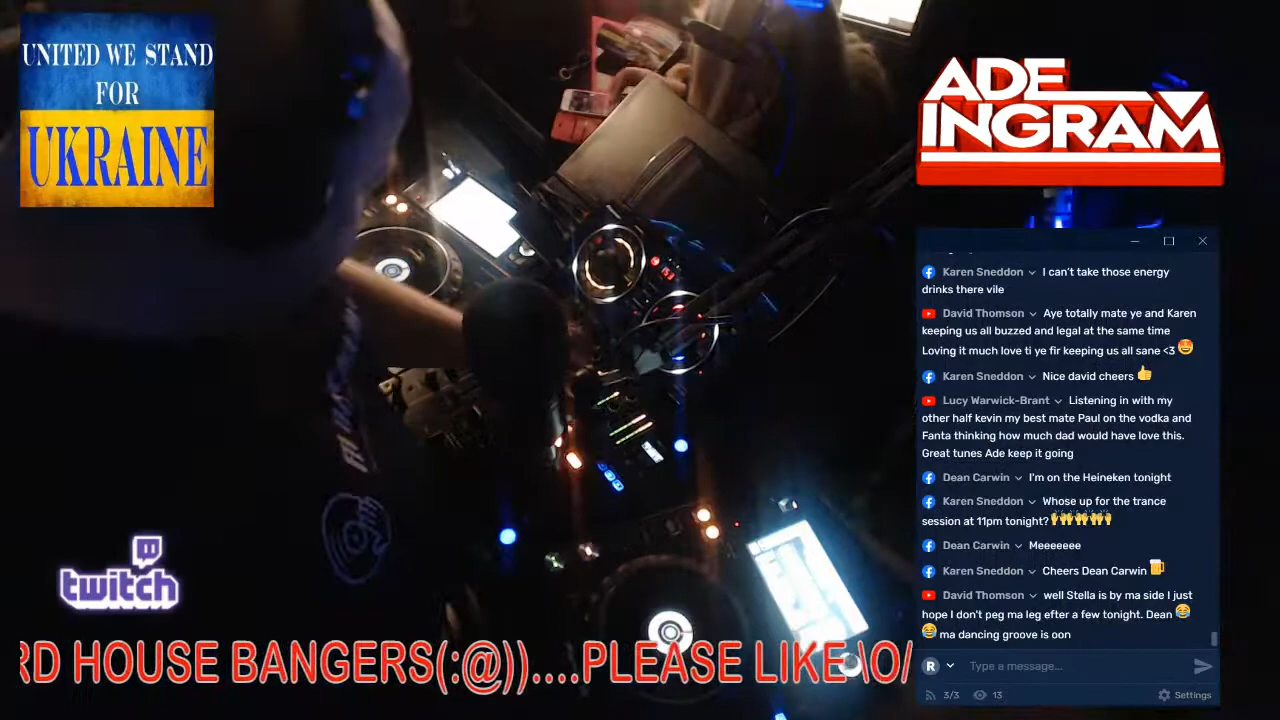 UNITED WE STAND
FOR
UKRAINE
ADE
INGRAM
Karen Sneddon I can't take those energy
drinks there vile
David Thomson Aye totally mate ye and Karen
keeping us all buzzed and legal at the same time
Loving it much love ti ye fir keeping us all sane <3 🤩
Karen Sneddon Nice david cheers 👍
Lucy Warwick-Brant Listening in with my
other half kevin my best mate Paul on the vodka and
Fanta thinking how much dad would have love this.
Great tunes Ade keep it going
Dean Carwin I'm on the Heineken tonight
Karen Sneddon Whose up for the trance
session at 11pm tonight? 🙌🙌🙌🙌
Dean Carwin Meeeeeee
Karen Sneddon Cheers Dean Carwin 🍺
David Thomson well Stella is by ma side I just
hope I don't peg ma leg efter a few tonight. Dean 😂
😂 ma dancing groove is oon
R Type a message...
3/3 13 Settings
twitch
RD HOUSE BANGERS(:@))....PLEASE LIKE \O/